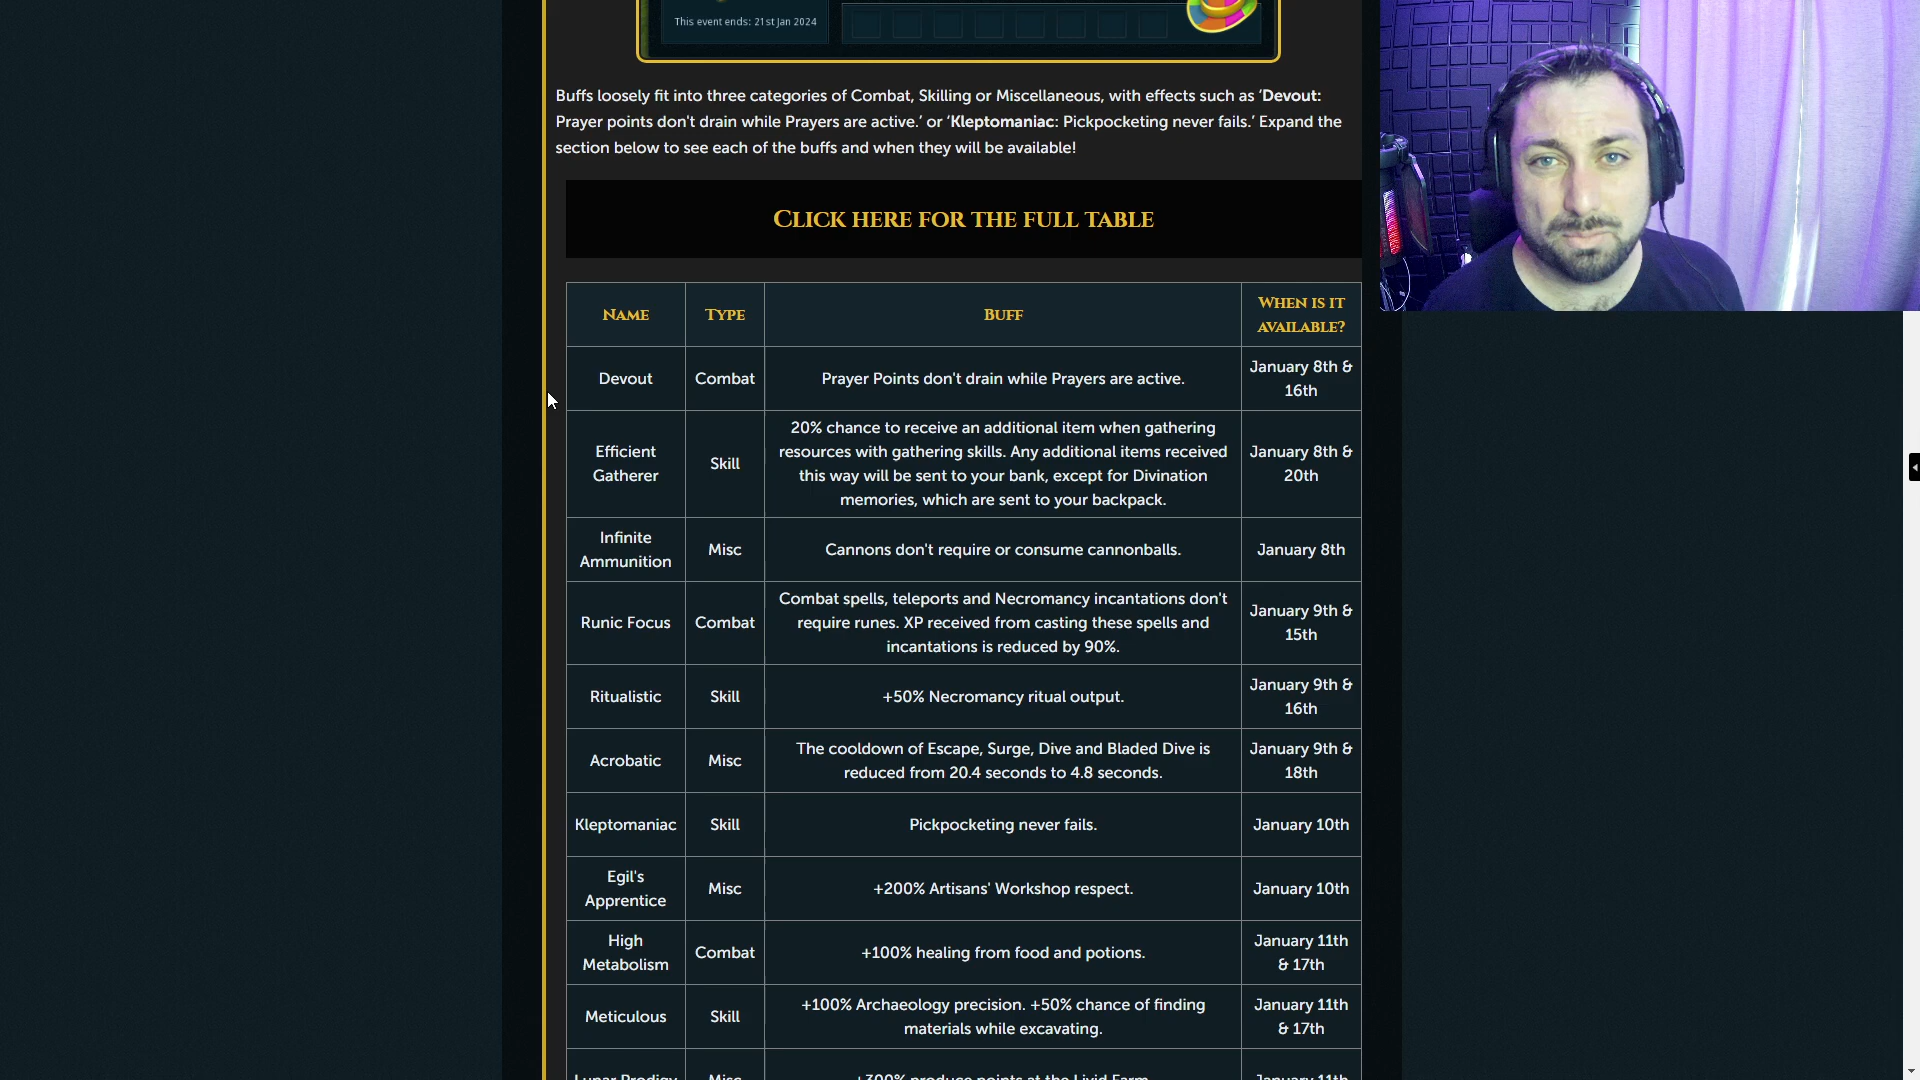 This event ends: 21st Jan 2024
Buffs loosely fit into three categories of Combat, Skilling or Miscellaneous, with effects such as ‘Devout:
Prayer points don't drain while Prayers are active.’ or ‘Kleptomaniac: Pickpocketing never fails.’ Expand the
section below to see each of the buffs and when they will be available!
Click here for the full table
Name Type Buff When is it
available?
Devout Combat Prayer Points don't drain while Prayers are active. January 8th &
16th
Efficient
Gatherer
Skill
20% chance to receive an additional item when gathering
resources with gathering skills. Any additional items received
this way will be sent to your bank, except for Divination
memories, which are sent to your backpack.
January 8th &
20th
Infinite
Ammunition
Misc
Cannons don't require or consume cannonballs.
January 8th
Runic Focus
Combat
Combat spells, teleports and Necromancy incantations don't
require runes. XP received from casting these spells and
incantations is reduced by 90%.
January 9th &
15th
Ritualistic
Skill
+50% Necromancy ritual output.
January 9th &
16th
Acrobatic
Misc
The cooldown of Escape, Surge, Dive and Bladed Dive is
reduced from 20.4 seconds to 4.8 seconds.
January 9th &
18th
Kleptomaniac
Skill
Pickpocketing never fails.
January 10th
Egil's
Apprentice
Misc
+200% Artisans' Workshop respect.
January 10th
High
Metabolism
Combat
+100% healing from food and potions.
January 11th
& 17th
Meticulous
Skill
+100% Archaeology precision. +50% chance of finding
materials while excavating.
January 11th
& 17th
Lunar Prodigy
Misc
+300% produce points at the Livid Farm.
January 11th